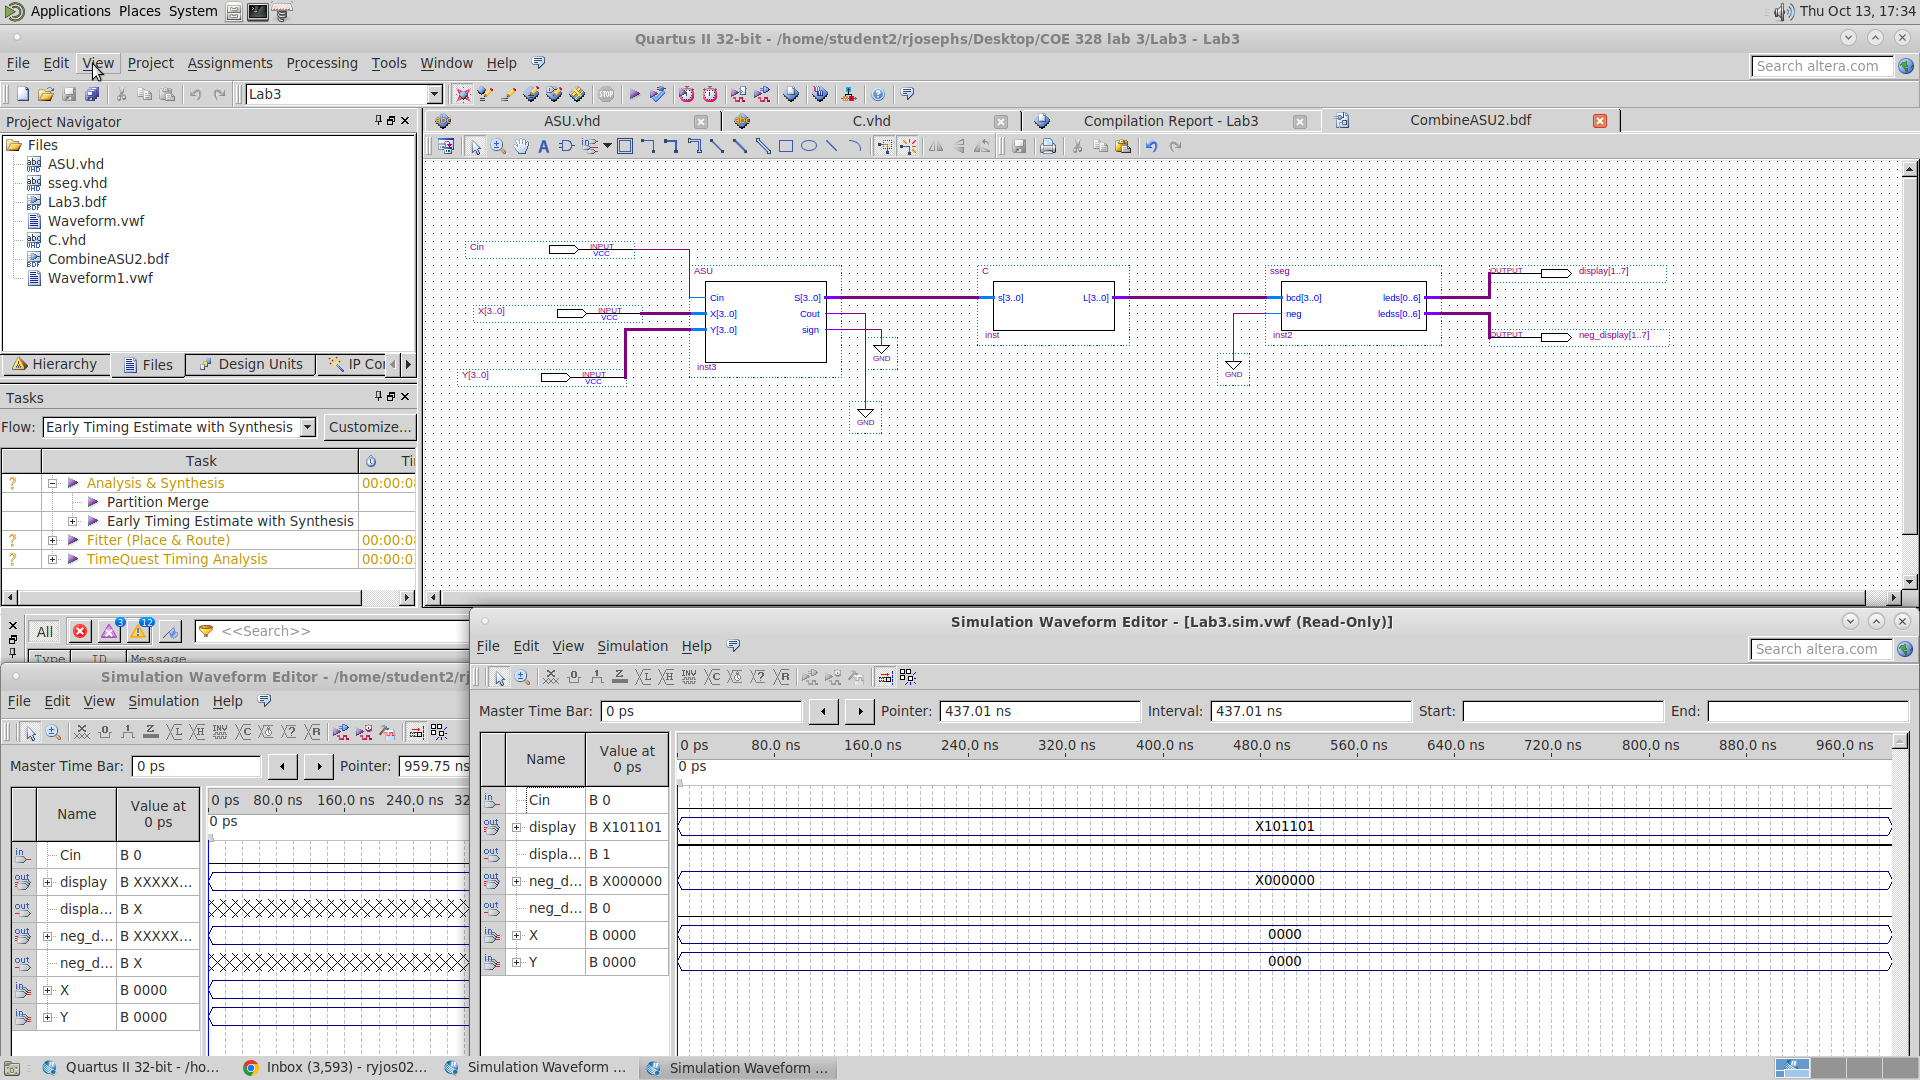 Applications Places System
Thu Oct 13, 17:34
Quartus II 32-bit - /home/student2/rjosephs/Desktop/COE 328 lab 3/Lab3 - Lab3
File Edit View Project Assignments Processing Tools Window Help
Search altera.com
Lab3
Project Navigator
Files
ASU.vhd
sseg.vhd
Lab3.bdf
Waveform.vwf
C.vhd
CombineASU2.bdf
Waveform1.vwf
Hierarchy Files Design Units IP Co
Tasks
Flow: Early Timing Estimate with Synthesis Customize...
Task Ti
? Analysis & Synthesis 00:00:0
Partition Merge
Early Timing Estimate with Synthesis
? Fitter (Place & Route) 00:00:0
? TimeQuest Timing Analysis 00:00:0
ASU.vhd C.vhd Compilation Report - Lab3 CombineASU2.bdf
Cin INPUT VCC
X[3..0] INPUT VCC
Y[3..0] INPUT VCC
ASU
Cin S[3..0]
X[3..0] Cout
Y[3..0] sign
inst3
GND
GND
C
s[3..0] L[3..0]
inst
sseg
bcd[3..0] leds[0..6]
neg ledss[0..6]
inst2
GND
OUTPUT display[1..7]
OUTPUT neg_display[1..7]
All 3 12 <<Search>>
Type ID Message
Simulation Waveform Editor - /home/student2/rj
File Edit View Simulation Help
Master Time Bar: 0 ps Pointer: 959.75 ns
Name Value at 0 ps
0 ps 80.0 ns 160.0 ns 240.0 ns 32
0 ps
Cin B 0
display B XXXXX...
displa... B X
neg_d... B XXXXX...
neg_d... B X
X B 0000
Y B 0000
Simulation Waveform Editor - [Lab3.sim.vwf (Read-Only)]
File Edit View Simulation Help
Search altera.com
Master Time Bar: 0 ps Pointer: 437.01 ns Interval: 437.01 ns Start: End:
Name Value at 0 ps
0 ps 80.0 ns 160.0 ns 240.0 ns 320.0 ns 400.0 ns 480.0 ns 560.0 ns 640.0 ns 720.0 ns 800.0 ns 880.0 ns 960.0 ns
0 ps
Cin B 0
display B X101101 X101101
displa... B 1
neg_d... B X000000 X000000
neg_d... B 0
X B 0000 0000
Y B 0000 0000
Quartus II 32-bit - /ho... Inbox (3,593) - ryjos02... Simulation Waveform ... Simulation Waveform ...